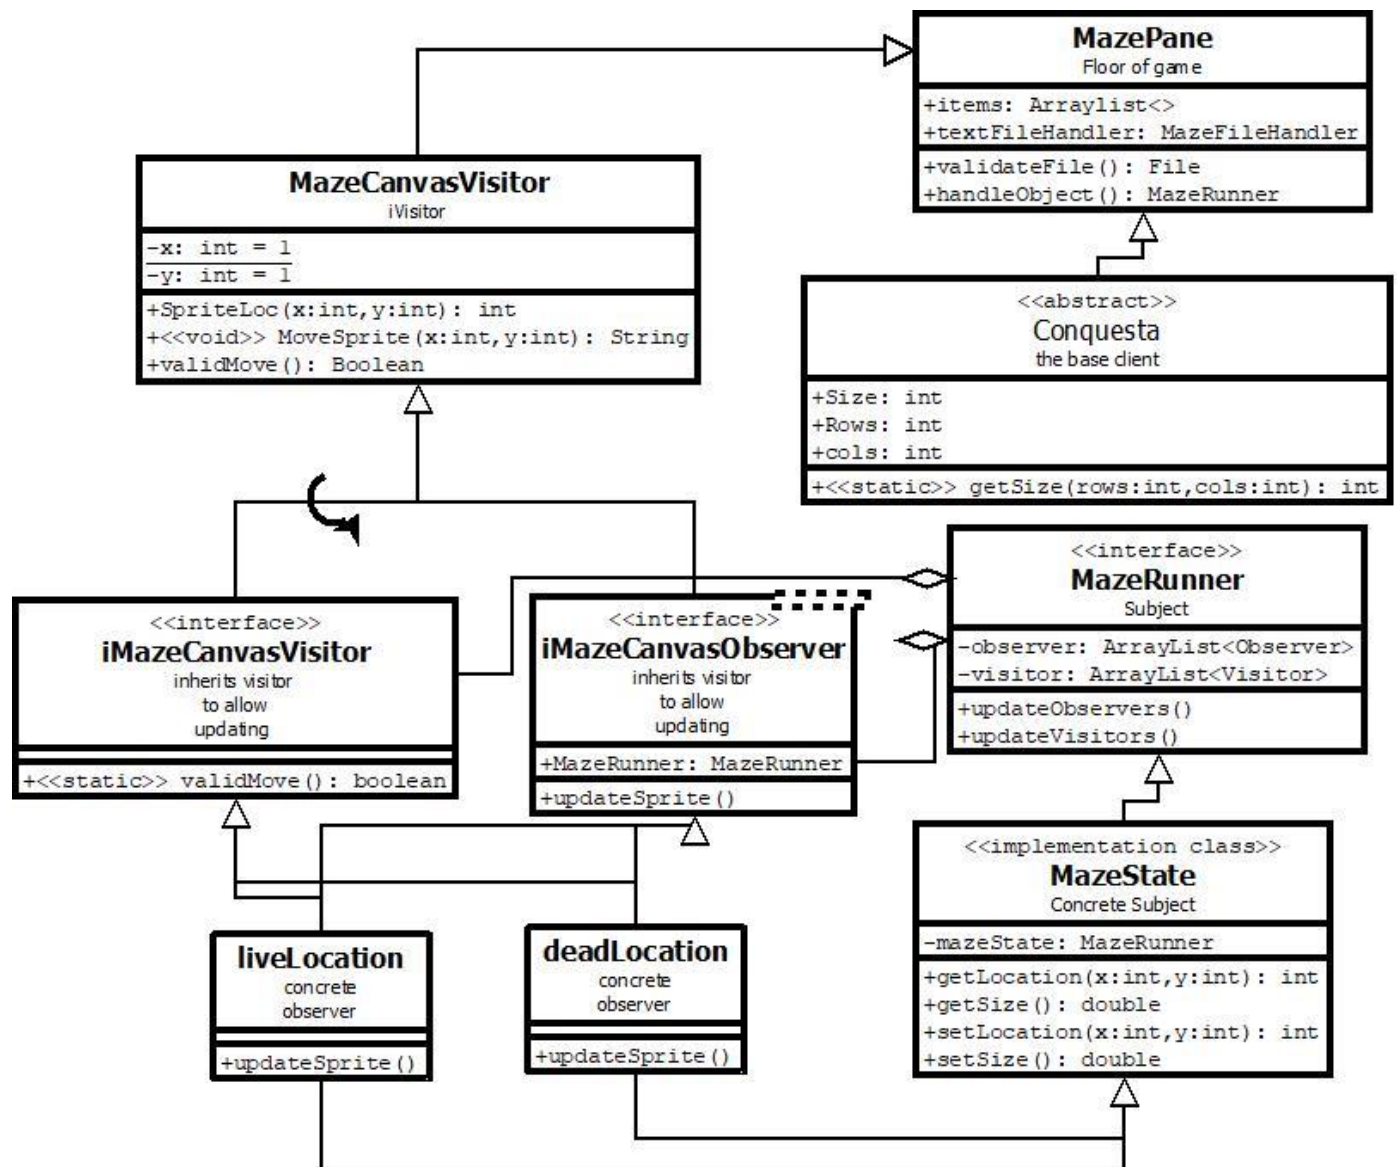 MazePane
Floor of game
+items: Arraylist<>
+textFileHandler: MazeFileHandler
+validateFile(): File
+handleObject(): MazeRunner
MazeCanvasVisitor
iVisitor
-x: int = 1
-y: int = 1
+SpriteLoc(x:int,y:int): int
+<<void>> MoveSprite(x:int,y:int): String
+validMove(): Boolean
<<abstract>>
Conquesta
the base client
+Size: int
+Rows: int
+cols: int
+<<static>> getSize(rows:int,cols:int): int
<<interface>>
iMazeCanvasVisitor
inherits visitor
to allow
updating
+<<static>> validMove(): boolean
<<interface>>
iMazeCanvasObserver
inherits visitor
to allow
updating
+MazeRunner: MazeRunner
+updateSprite()
<<interface>>
MazeRunner
Subject
-observer: ArrayList<Observer>
-visitor: ArrayList<Visitor>
+updateObservers()
+updateVisitors()
liveLocation
concrete
observer
+updateSprite()
deadLocation
concrete
observer
+updateSprite()
<<implementation class>>
MazeState
Concrete Subject
-mazeState: MazeRunner
+getLocation(x:int,y:int): int
+getSize(): double
+setLocation(x:int,y:int): int
+setSize(): double